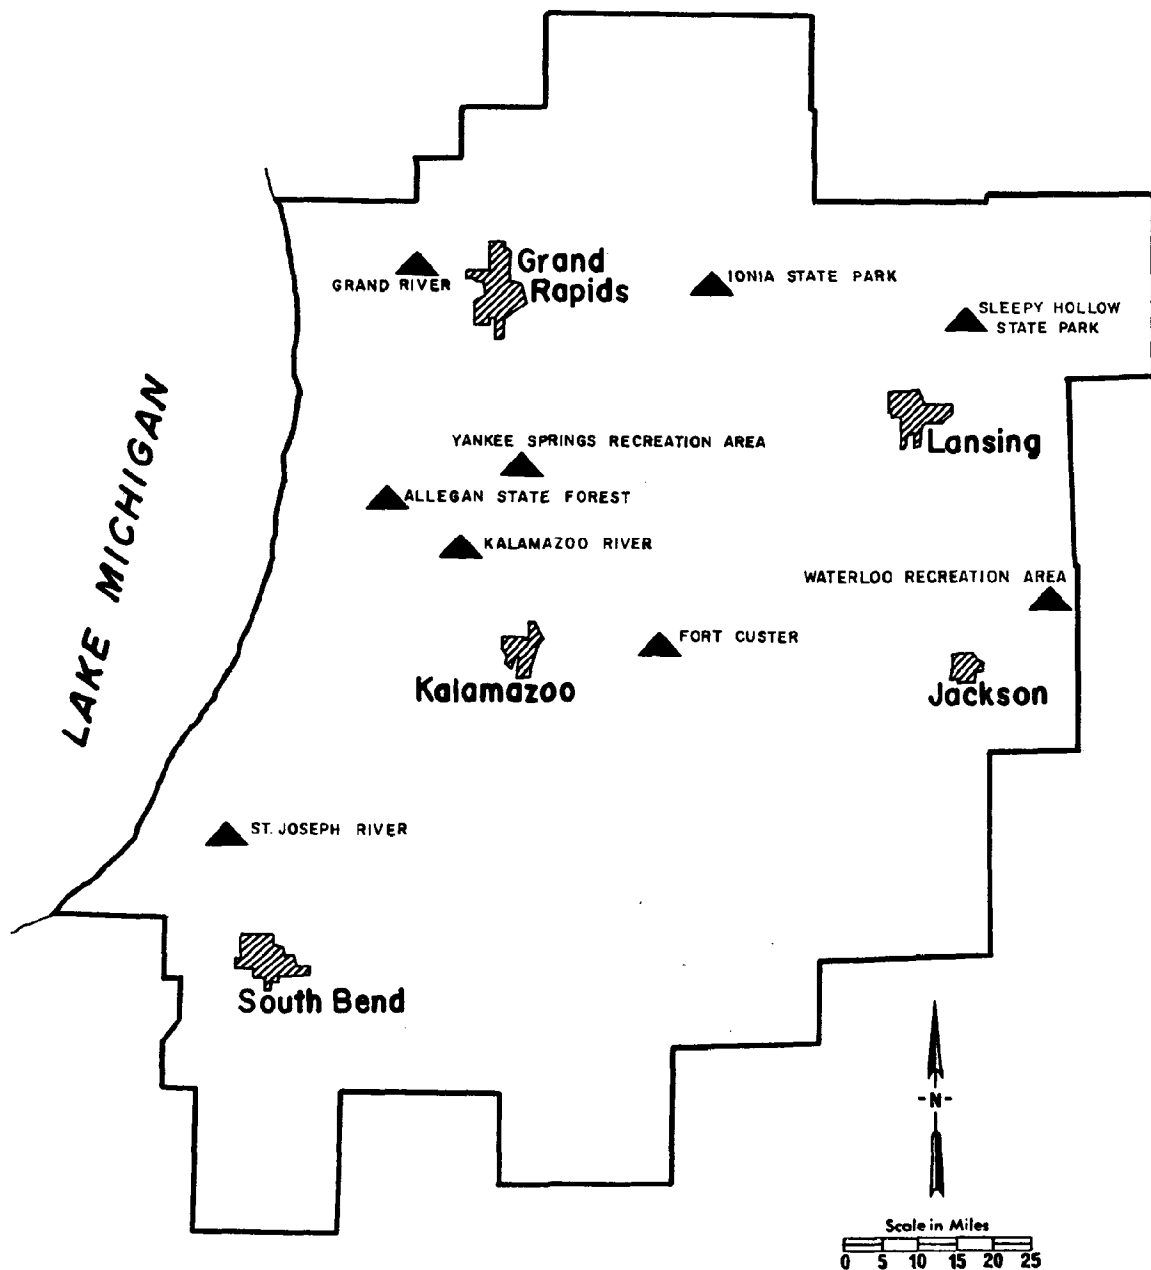 Grand
Rapids
GRAND RIVER
IONIA STATE PARK
SLEEPY HOLLOW
STATE PARK
LAKE MICHIGAN
Lansing
YANKEE SPRINGS RECREATION AREA
ALLEGAN STATE FOREST
KALAMAZOO RIVER
WATERLOO RECREATION AREA
FORT CUSTER
Kalamazoo
Jackson
ST. JOSEPH RIVER
South Bend
-N-
Scale in Miles
0 5 10 15 20 25